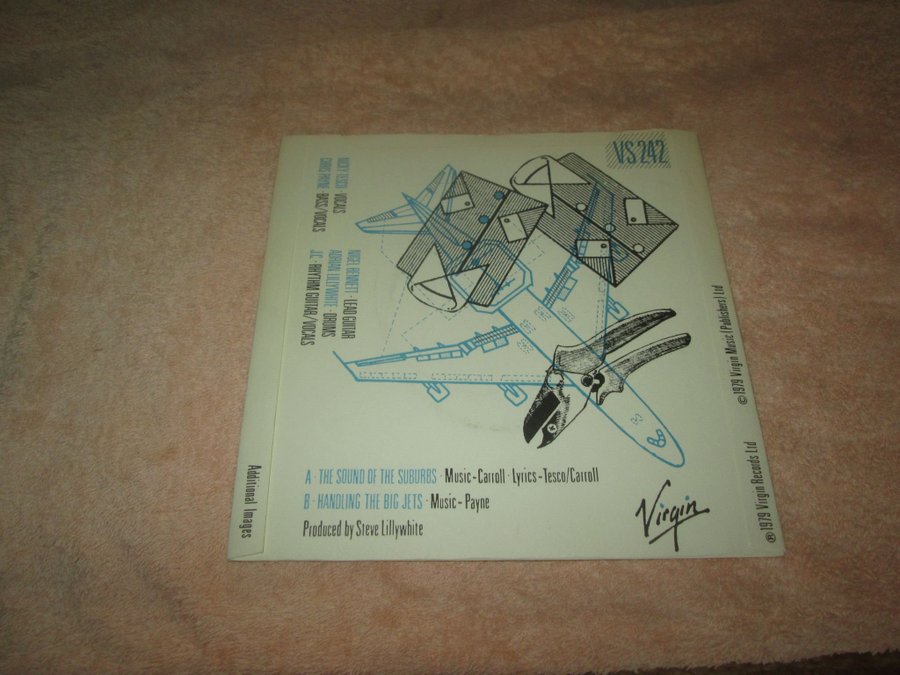 VS 242
NICKY TESCO · VOCALS
CHRIS PAYNE · BASS/VOCALS
NIGEL BENNETT · LEAD GUITAR
ADRIAN LILLYWHITE · DRUMS
J.C. · RHYTHM GUITAR/VOCALS
© 1979 Virgin Music (Publishers) Ltd
A · THE SOUND OF THE SUBURBS · Music - Carroll · Lyrics - Tesco/Carroll
B · HANDLING THE BIG JETS · Music - Payne
Produced by Steve Lillywhite
Virgin
℗ 1979 Virgin Records Ltd
Additional Images